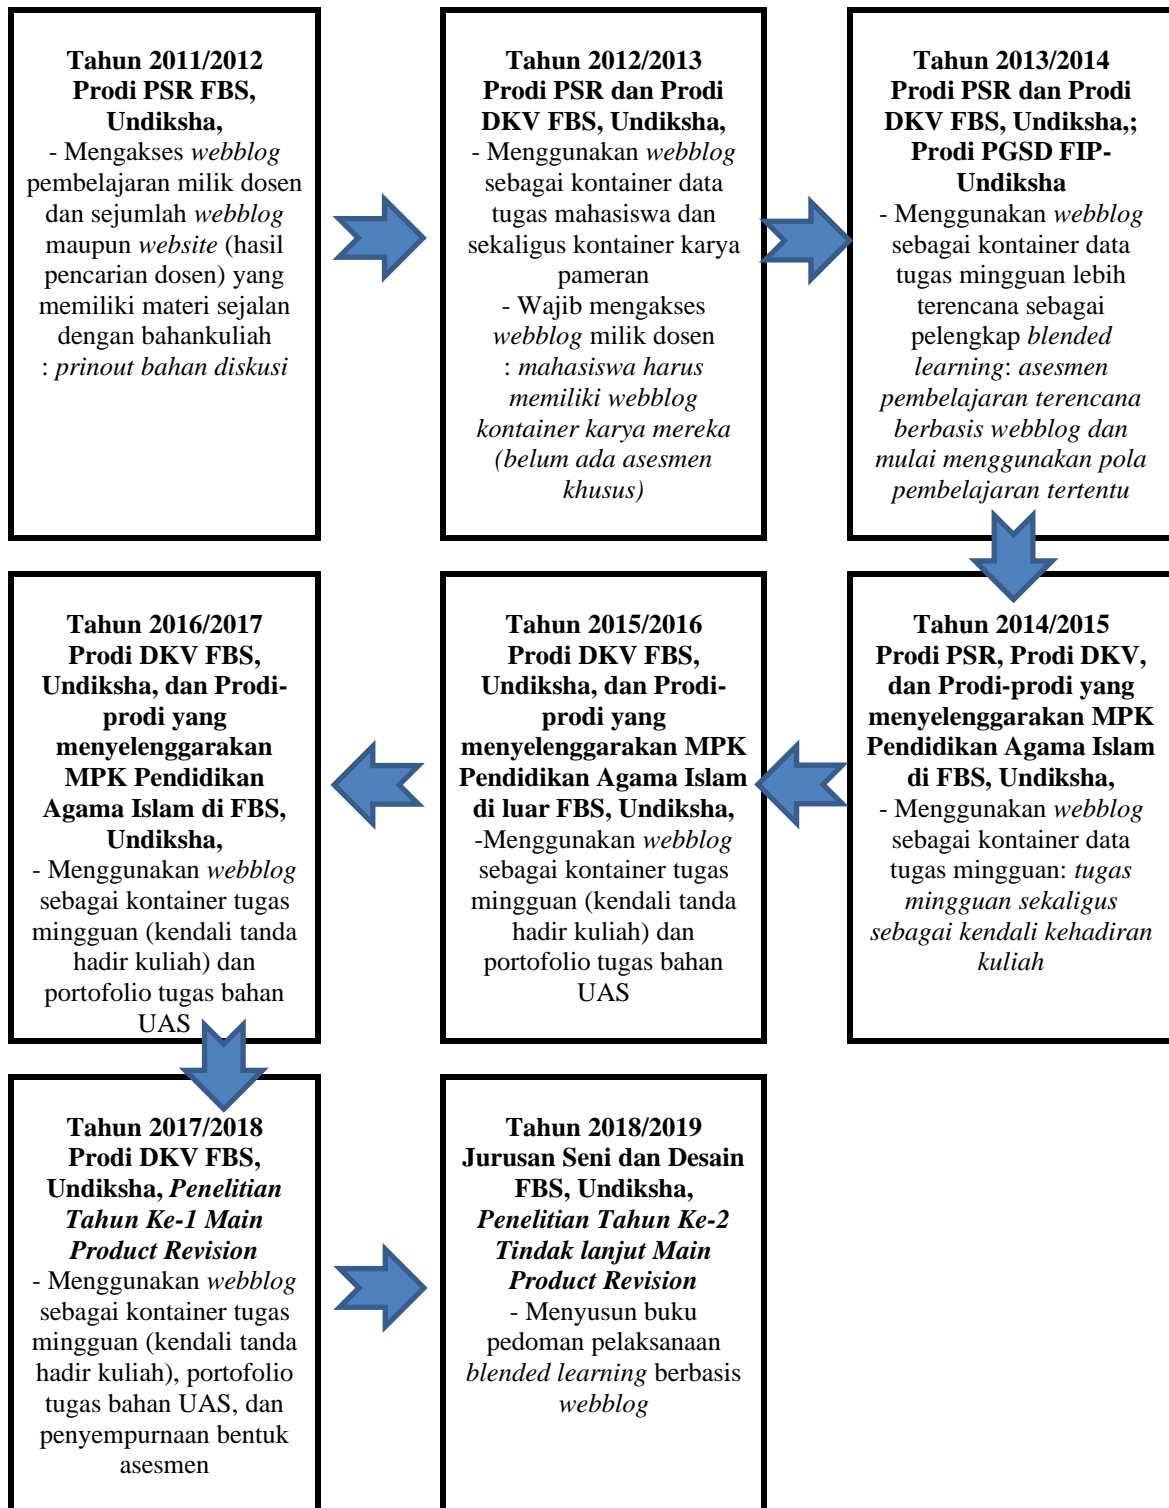 Tahun 2011/2012
Prodi PSR FBS,
Undiksha,
- Mengakses webblog
pembelajaran milik dosen
dan sejumlah webblog
maupun website (hasil
pencarian dosen) yang
memiliki materi sejalan
dengan bahankuliah
: prinout bahan diskusi
Tahun 2012/2013
Prodi PSR dan Prodi
DKV FBS, Undiksha,
- Menggunakan webblog
sebagai kontainer data
tugas mahasiswa dan
sekaligus kontainer karya
pameran
- Wajib mengakses
webblog milik dosen
: mahasiswa harus
memiliki webblog
kontainer karya mereka
(belum ada asesmen
khusus)
Tahun 2013/2014
Prodi PSR dan Prodi
DKV FBS, Undiksha,;
Prodi PGSD FIP-
Undiksha
- Menggunakan webblog
sebagai kontainer data
tugas mingguan lebih
terencana sebagai
pelengkap blended
learning: asesmen
pembelajaran terencana
berbasis webblog dan
mulai menggunakan pola
pembelajaran tertentu
Tahun 2014/2015
Prodi PSR, Prodi DKV,
dan Prodi-prodi yang
menyelenggarakan MPK
Pendidikan Agama Islam
di FBS, Undiksha,
- Menggunakan webblog
sebagai kontainer data
tugas mingguan: tugas
mingguan sekaligus
sebagai kendali kehadiran
kuliah
Tahun 2015/2016
Prodi DKV FBS,
Undiksha, dan Prodi-
prodi yang
menyelenggarakan MPK
Pendidikan Agama Islam
di luar FBS, Undiksha,
-Menggunakan webblog
sebagai kontainer tugas
mingguan (kendali tanda
hadir kuliah) dan
portofolio tugas bahan
UAS
Tahun 2016/2017
Prodi DKV FBS,
Undiksha, dan Prodi-
prodi yang
menyelenggarakan
MPK Pendidikan
Agama Islam di FBS,
Undiksha,
- Menggunakan webblog
sebagai kontainer tugas
mingguan (kendali tanda
hadir kuliah) dan
portofolio tugas bahan
UAS
Tahun 2017/2018
Prodi DKV FBS,
Undiksha, Penelitian
Tahun Ke-1 Main
Product Revision
- Menggunakan webblog
sebagai kontainer tugas
mingguan (kendali tanda
hadir kuliah), portofolio
tugas bahan UAS, dan
penyempurnaan bentuk
asesmen
Tahun 2018/2019
Jurusan Seni dan Desain
FBS, Undiksha,
Penelitian Tahun Ke-2
Tindak lanjut Main
Product Revision
- Menyusun buku
pedoman pelaksanaan
blended learning berbasis
webblog